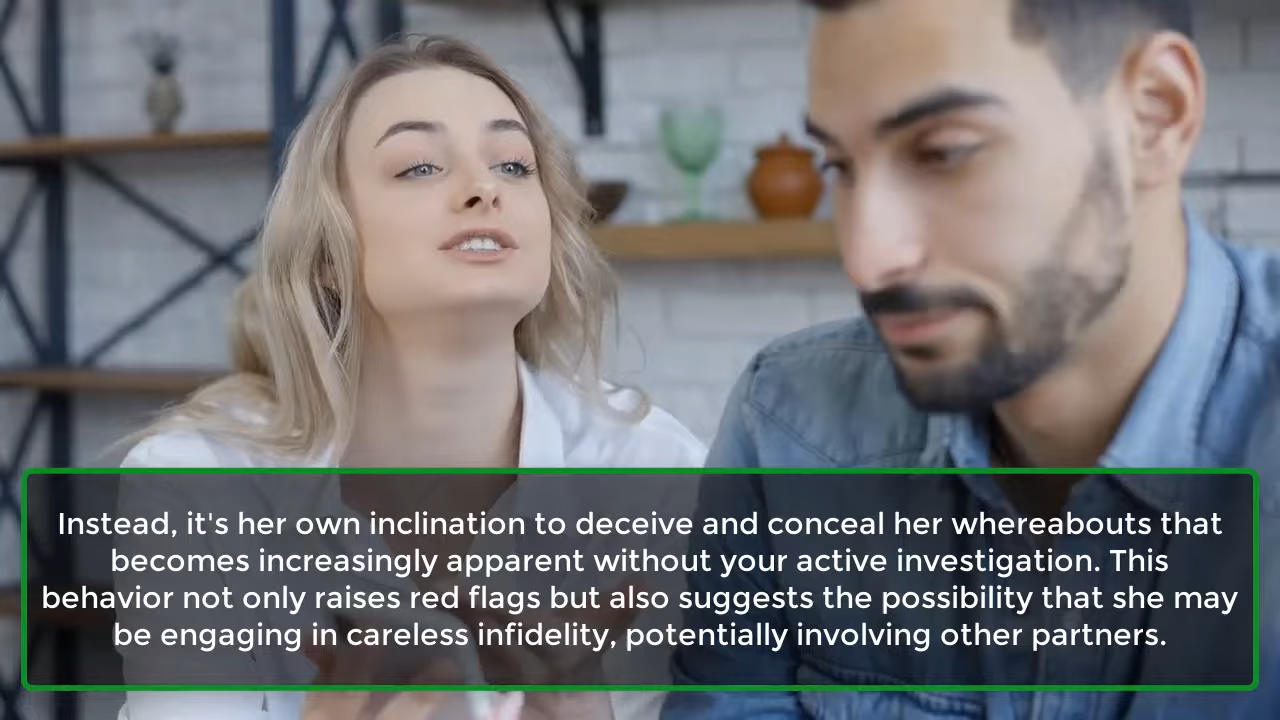 Instead, it's her own inclination to deceive and conceal her whereabouts that
becomes increasingly apparent without your active investigation. This
behavior not only raises red flags but also suggests the possibility that she may
be engaging in careless infidelity, potentially involving other partners.